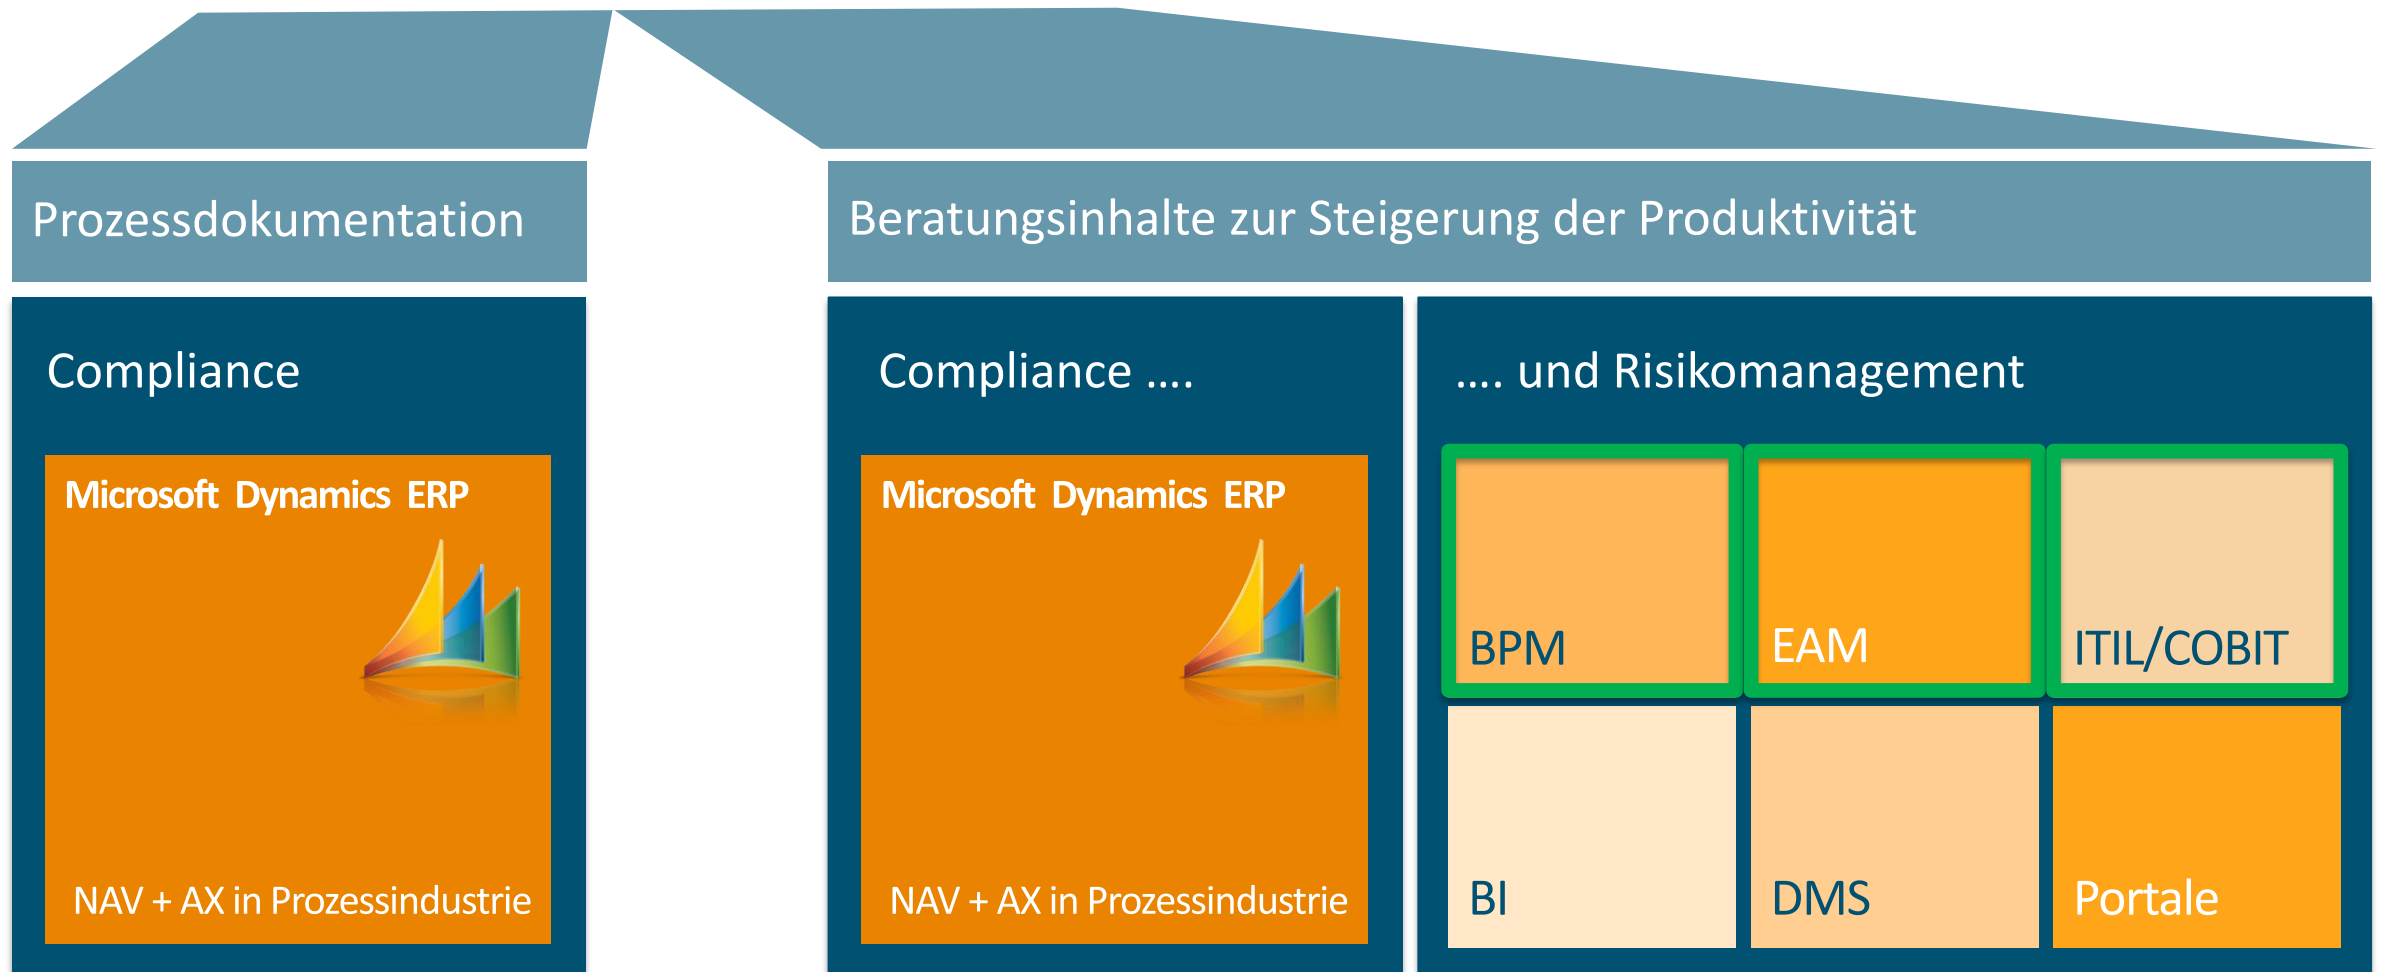 Prozessdokumentation
Compliance
Microsoft Dynamics ERP
NAV + AX in Prozessindustrie
Beratungsinhalte zur Steigerung der Produktivität
Compliance ....
Microsoft Dynamics ERP
NAV + AX in Prozessindustrie
.... und Risikomanagement
BPM
EAM
ITIL/COBIT
BI
DMS
Portale